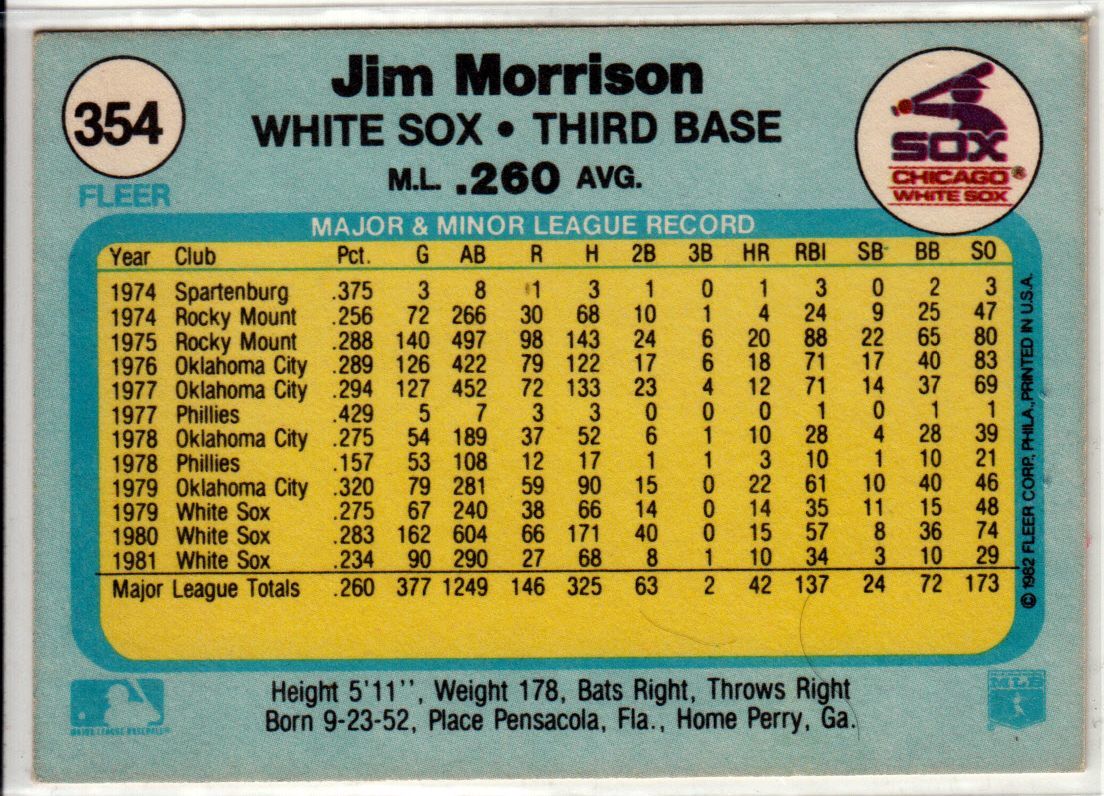 354
FLEER
Jim Morrison
WHITE SOX • THIRD BASE
M.L. .260 AVG.
SOX
CHICAGO®
WHITE SOX
MAJOR & MINOR LEAGUE RECORD
Year Club Pct. G AB R H 2B 3B HR RBI SB BB SO
1974 Spartenburg .375 3 8 1 3 1 0 1 3 0 2 3
1974 Rocky Mount .256 72 266 30 68 10 1 4 24 9 25 47
1975 Rocky Mount .288 140 497 98 143 24 6 20 88 22 65 80
1976 Oklahoma City .289 126 422 79 122 17 6 18 71 17 40 83
1977 Oklahoma City .294 127 452 72 133 23 4 12 71 14 37 69
1977 Phillies .429 5 7 3 3 0 0 0 1 0 1 1
1978 Oklahoma City .275 54 189 37 52 6 1 10 28 4 28 39
1978 Phillies .157 53 108 12 17 1 1 3 10 1 10 21
1979 Oklahoma City .320 79 281 59 90 15 0 22 61 10 40 46
1979 White Sox .275 67 240 38 66 14 0 14 35 11 15 48
1980 White Sox .283 162 604 66 171 40 0 15 57 8 36 74
1981 White Sox .234 90 290 27 68 8 1 10 34 3 10 29
Major League Totals .260 377 1249 146 325 63 2 42 137 24 72 173
© 1982 FLEER CORP., PHILA., PRINTED IN U.S.A.
Height 5'11'', Weight 178, Bats Right, Throws Right
Born 9-23-52, Place Pensacola, Fla., Home Perry, Ga.
MAJOR LEAGUE BASEBALL®